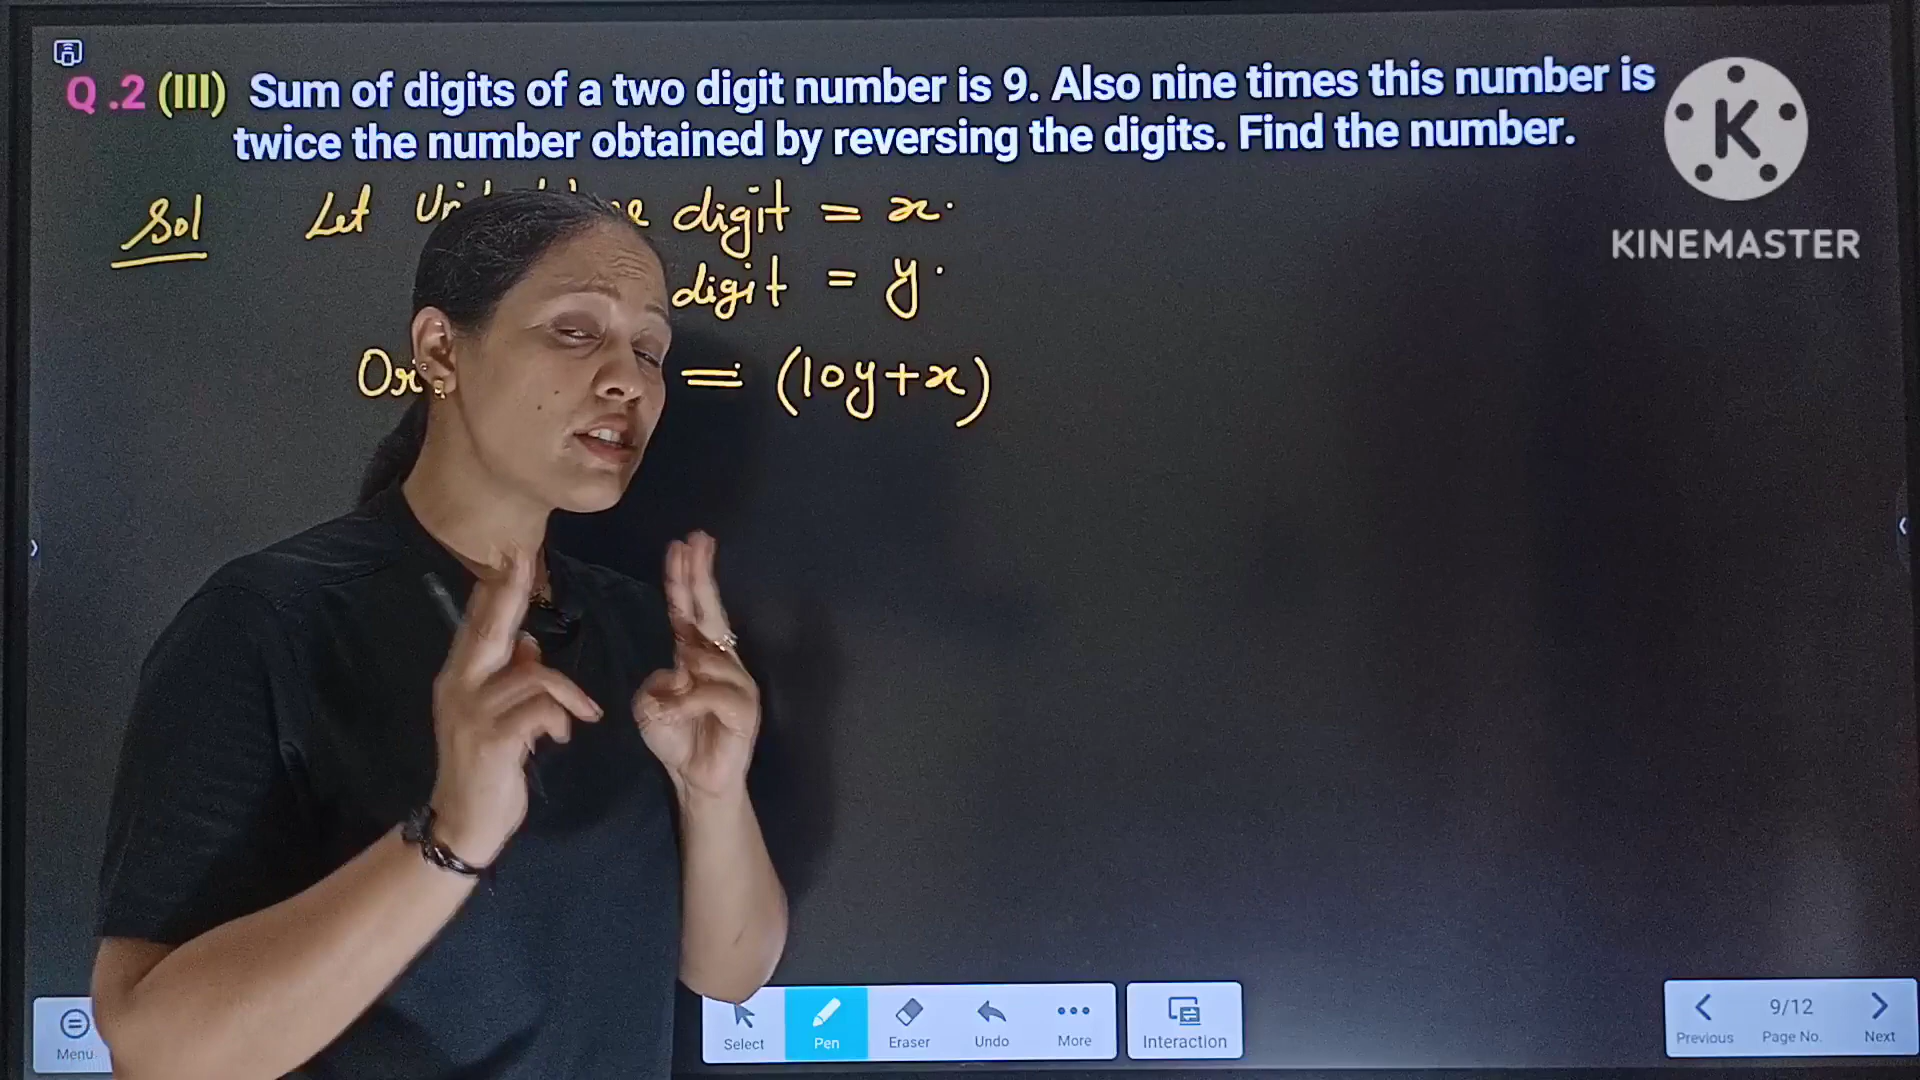 Q .2 (III) Sum of digits of a two digit number is 9. Also nine times this number is
twice the number obtained by reversing the digits. Find the number.
KINEMASTER
Sol Let digit = x.
digit = y.
= (10y+x)
Menu
Select
Pen
Eraser
Undo
More
Interaction
Previous
9/12
Page No.
Next